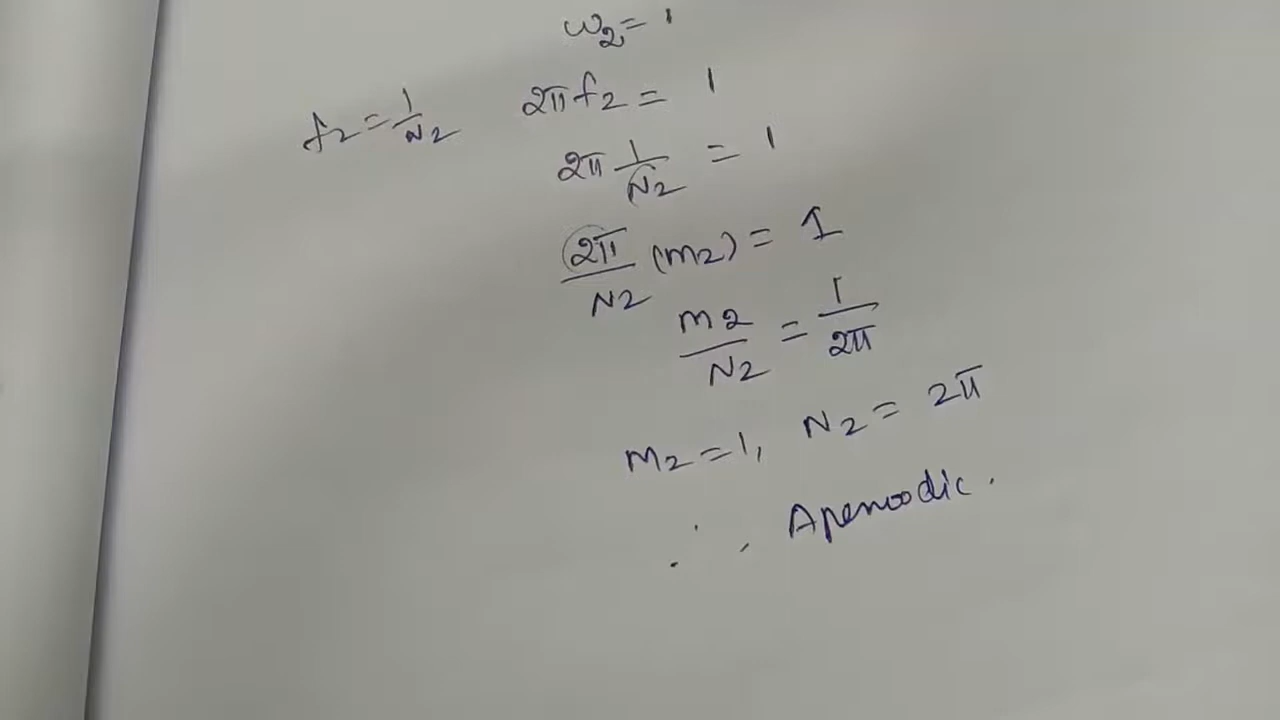 ω₂ = 1
f₂ = 1/N₂
2π f₂ = 1
2π 1/N₂ = 1
2π/N₂ (m₂) = 1
m₂/N₂ = 1/2π
m₂ = 1, N₂ = 2π
∴ , Aperiodic.